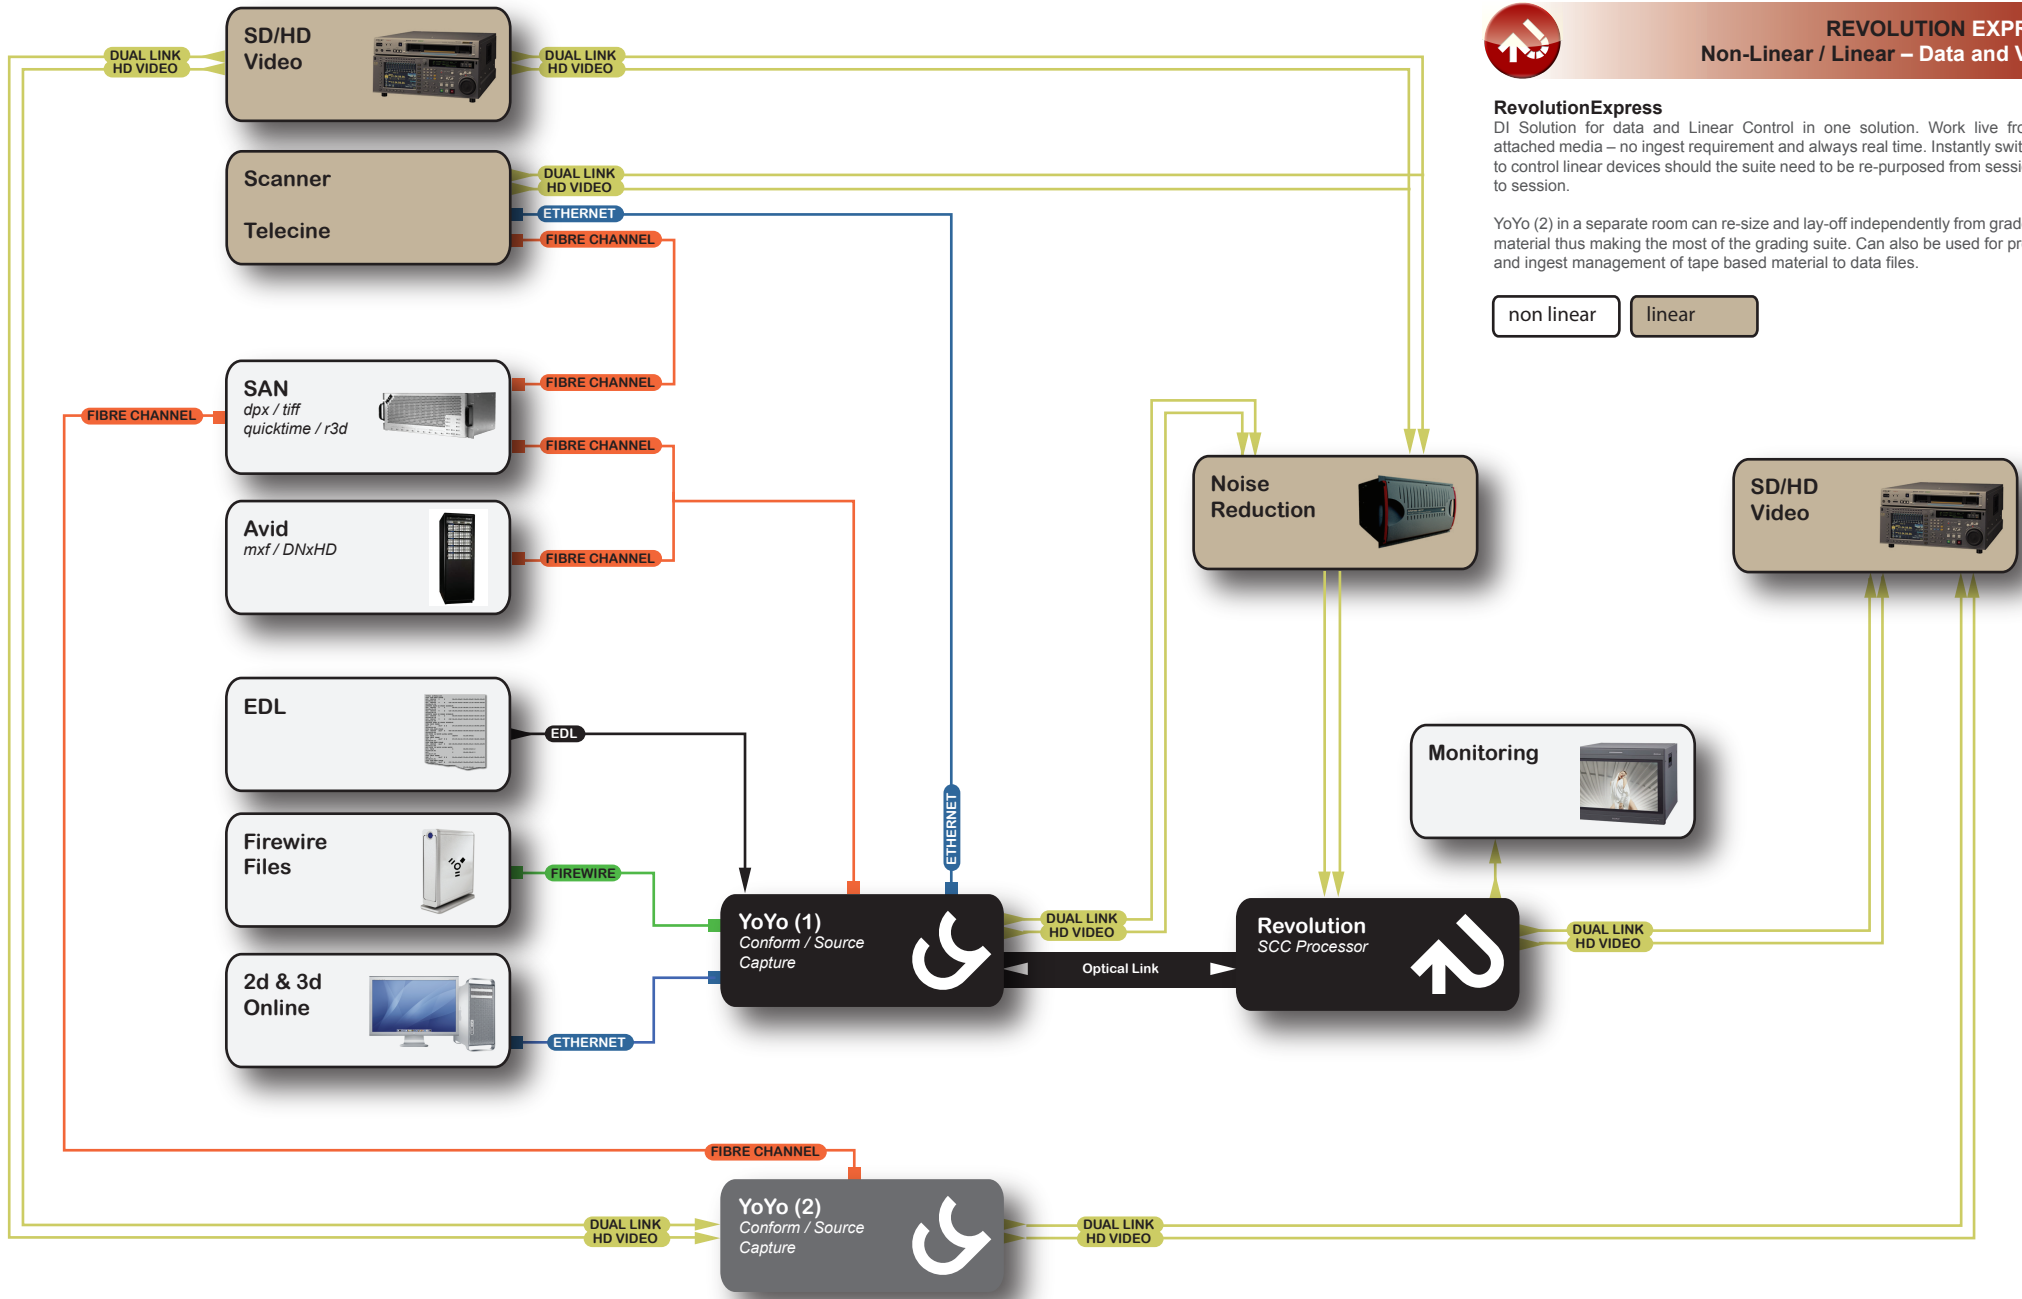 SD/HD
Video
DUAL LINK
HD VIDEO
DUAL LINK
HD VIDEO
Scanner
Telecine
DUAL LINK
HD VIDEO
ETHERNET
FIBRE CHANNEL
REVOLUTION
Non-Linear / Linear – Data and
RevolutionExpress
DI Solution for data and Linear Control in one solution. Work live
attached media – no ingest requirement and always real time. Instantly
to control linear devices should the suite need to be re-purposed from
to session.
YoYo (2) in a separate room can re-size and lay-off independently from
material thus making the most of the grading suite. Can also be used for
and ingest management of tape based material to data files.
non linear
linear
SAN
dpx / tiff
quicktime / r3d
FIBRE CHANNEL
FIBRE CHANNEL
FIBRE CHANNEL
Avid
mxf / DNxHD
FIBRE CHANNEL
Noise
Reduction
SD/HD
Video
EDL
EDL
Firewire
Files
FIREWIRE
2d & 3d
Online
ETHERNET
ETHERNET
Monitoring
YoYo (1)
Conform / Source
Capture
DUAL LINK
HD VIDEO
Optical Link
Revolution
SCC Processor
DUAL LINK
HD VIDEO
FIBRE CHANNEL
YoYo (2)
Conform / Source
Capture
DUAL LINK
HD VIDEO
DUAL LINK
HD VIDEO